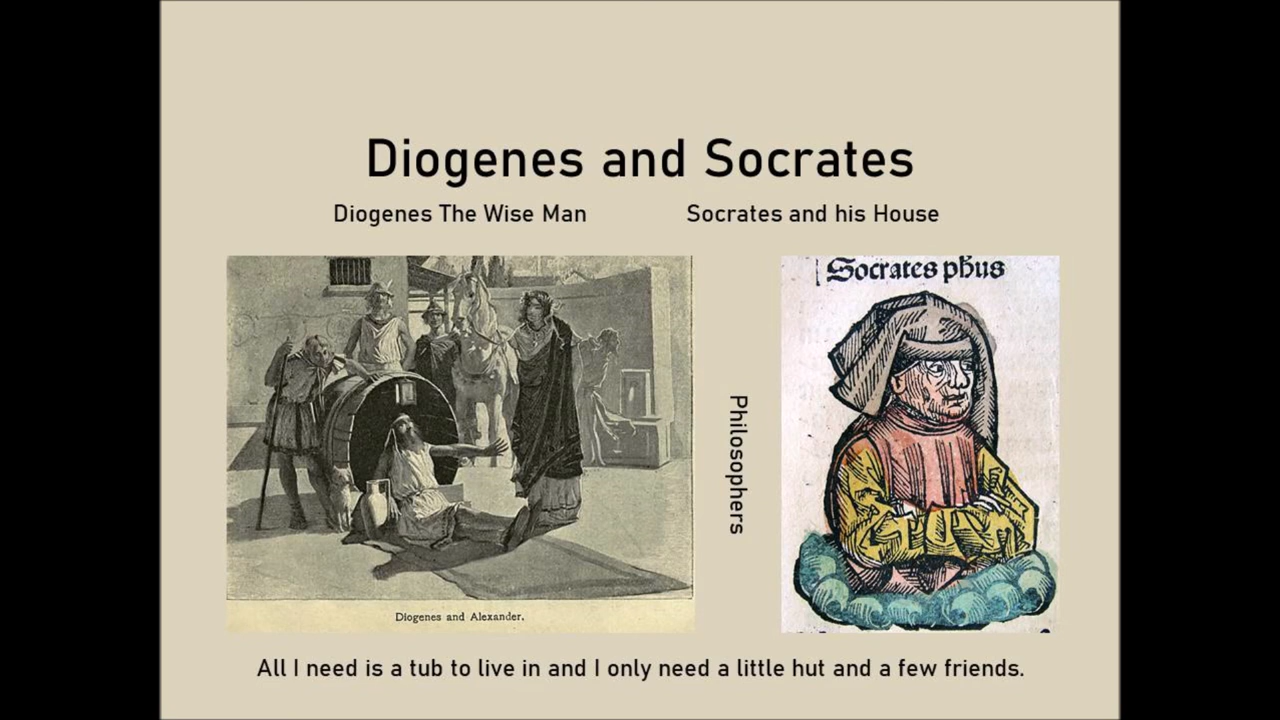 Diogenes and Socrates
Diogenes The Wise Man
Socrates and his House
Socrates phus
Philosophers
Diogenes and Alexander.
All I need is a tub to live in and I only need a little hut and a few friends.